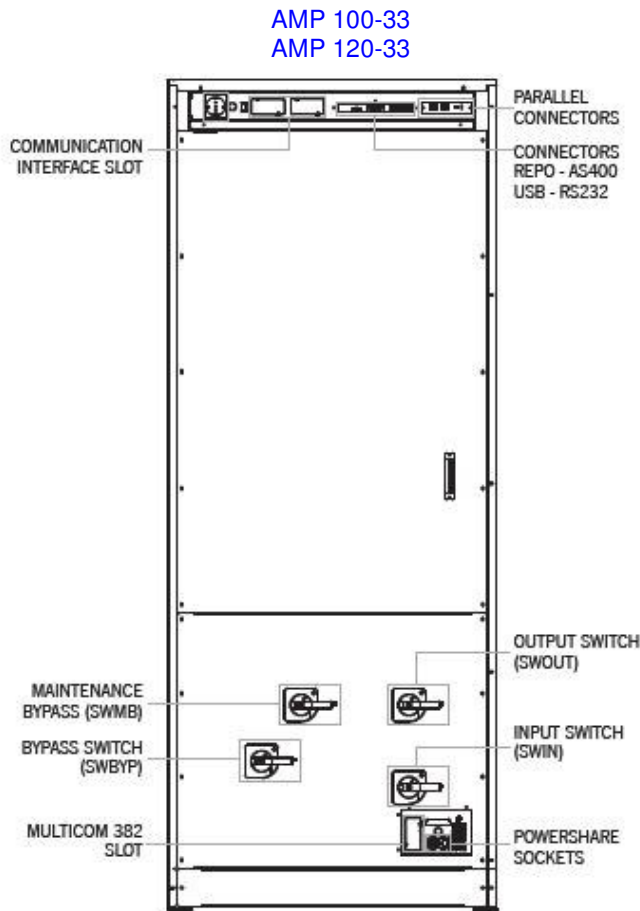 AMP 100-33
AMP 120-33
PARALLEL
CONNECTORS
COMMUNICATION
INTERFACE SLOT
CONNECTORS
REPO - AS400
USB - RS232
OUTPUT SWITCH
(SWOUT)
MAINTENANCE
BYPASS (SWMB)
INPUT SWITCH
(SWIN)
BYPASS SWITCH
(SWBYP)
MULTICOM 382
SLOT
POWERSHARE
SOCKETS